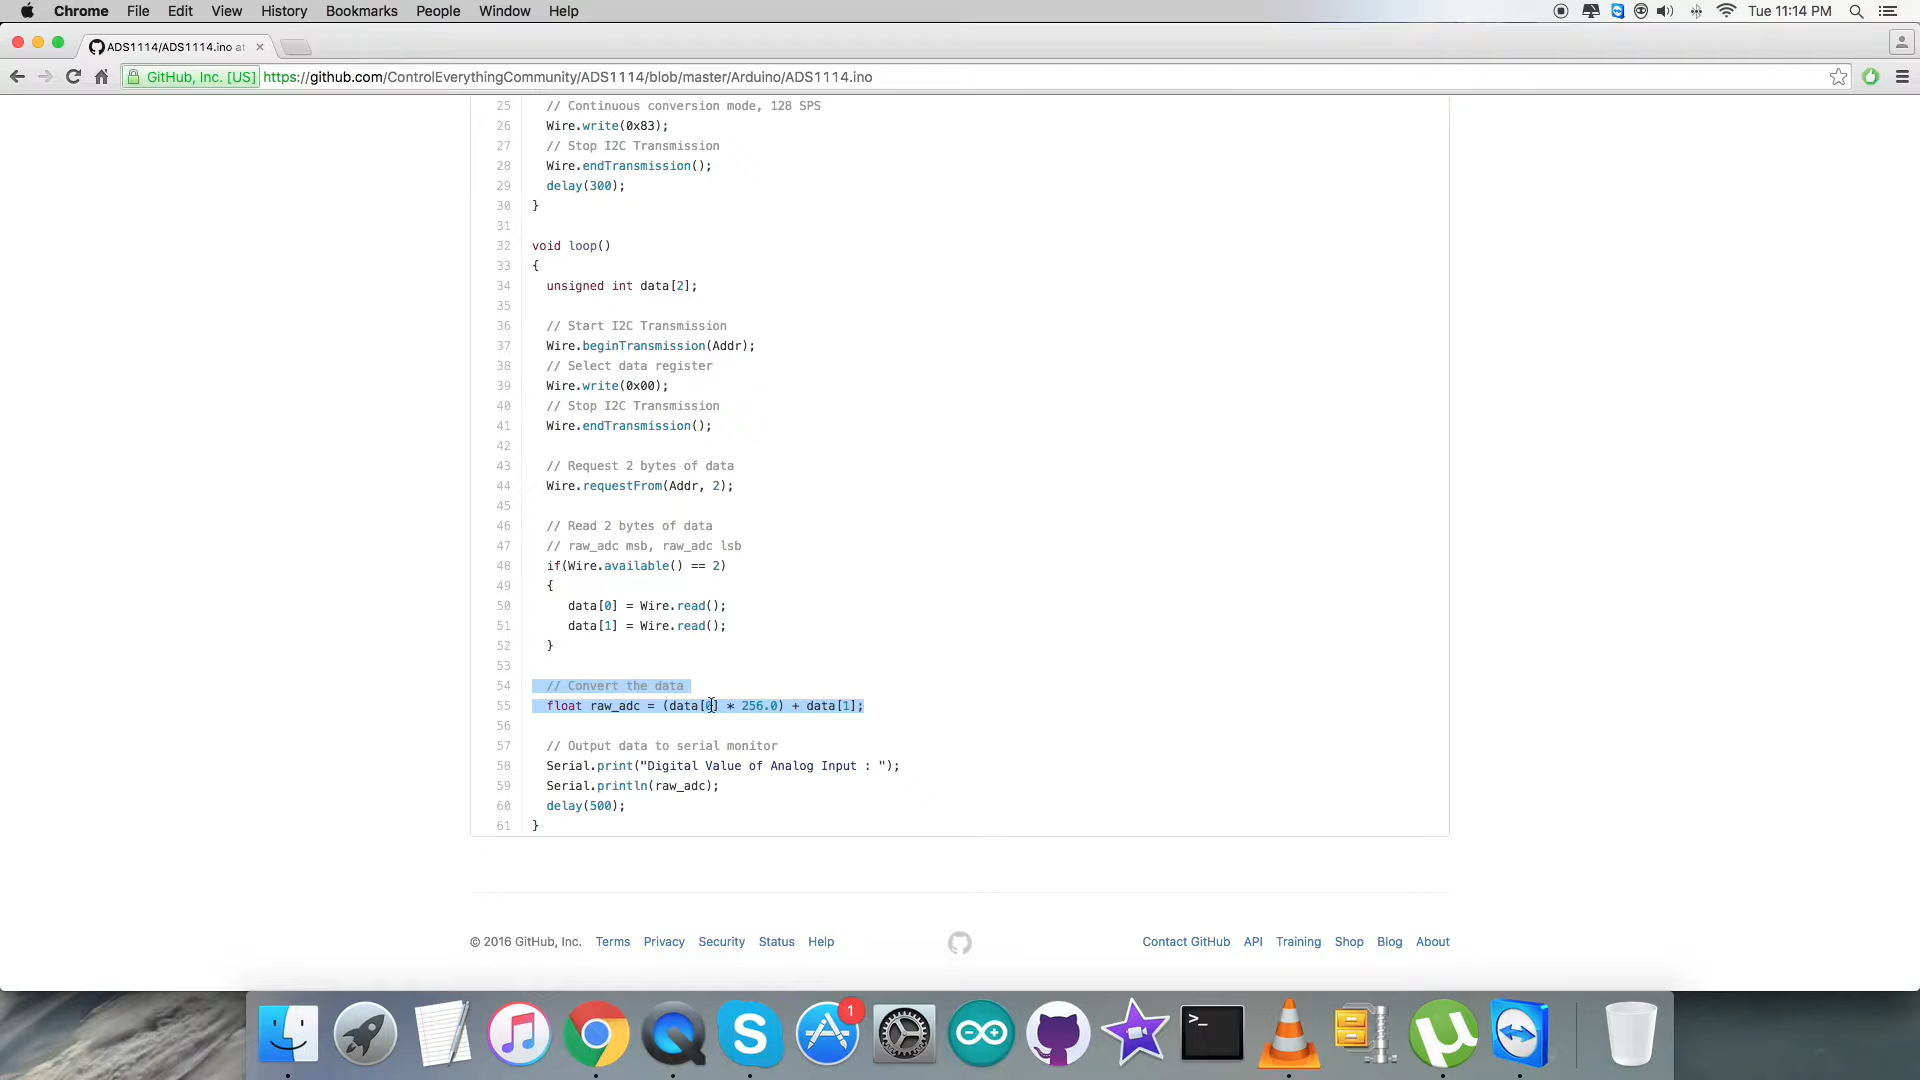 Chrome File Edit View History Bookmarks People Window Help Tue 11:14 PM
ADS1114/ADS1114.ino at
GitHub, Inc. [US] https://github.com/ControlEverythingCommunity/ADS1114/blob/master/Arduino/ADS1114.ino
25 // Continuous conversion mode, 128 SPS
26 Wire.write(0x83);
27 // Stop I2C Transmission
28 Wire.endTransmission();
29 delay(300);
30 }
31
32 void loop()
33 {
34 unsigned int data[2];
35
36 // Start I2C Transmission
37 Wire.beginTransmission(Addr);
38 // Select data register
39 Wire.write(0x00);
40 // Stop I2C Transmission
41 Wire.endTransmission();
42
43 // Request 2 bytes of data
44 Wire.requestFrom(Addr, 2);
45
46 // Read 2 bytes of data
47 // raw_adc msb, raw_adc lsb
48 if(Wire.available() == 2)
49 {
50 data[0] = Wire.read();
51 data[1] = Wire.read();
52 }
53
54 // Convert the data
55 float raw_adc = (data[0] * 256.0) + data[1];
56
57 // Output data to serial monitor
58 Serial.print("Digital Value of Analog Input : ");
59 Serial.println(raw_adc);
60 delay(500);
61 }
© 2016 GitHub, Inc. Terms Privacy Security Status Help Contact GitHub API Training Shop Blog About
1